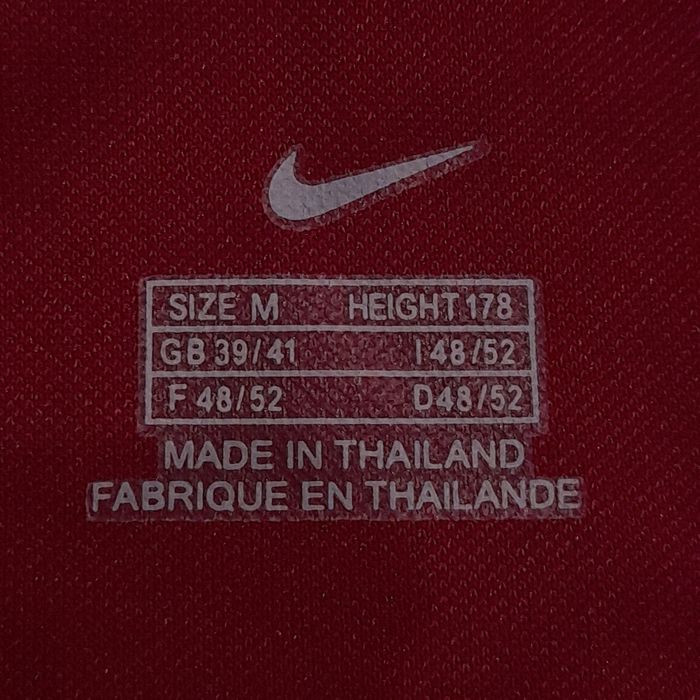 SIZE M HEIGHT 178
GB 39/41 I 48/52
F 48/52 D48/52
MADE IN THAILAND
FABRIQUE EN THAILANDE